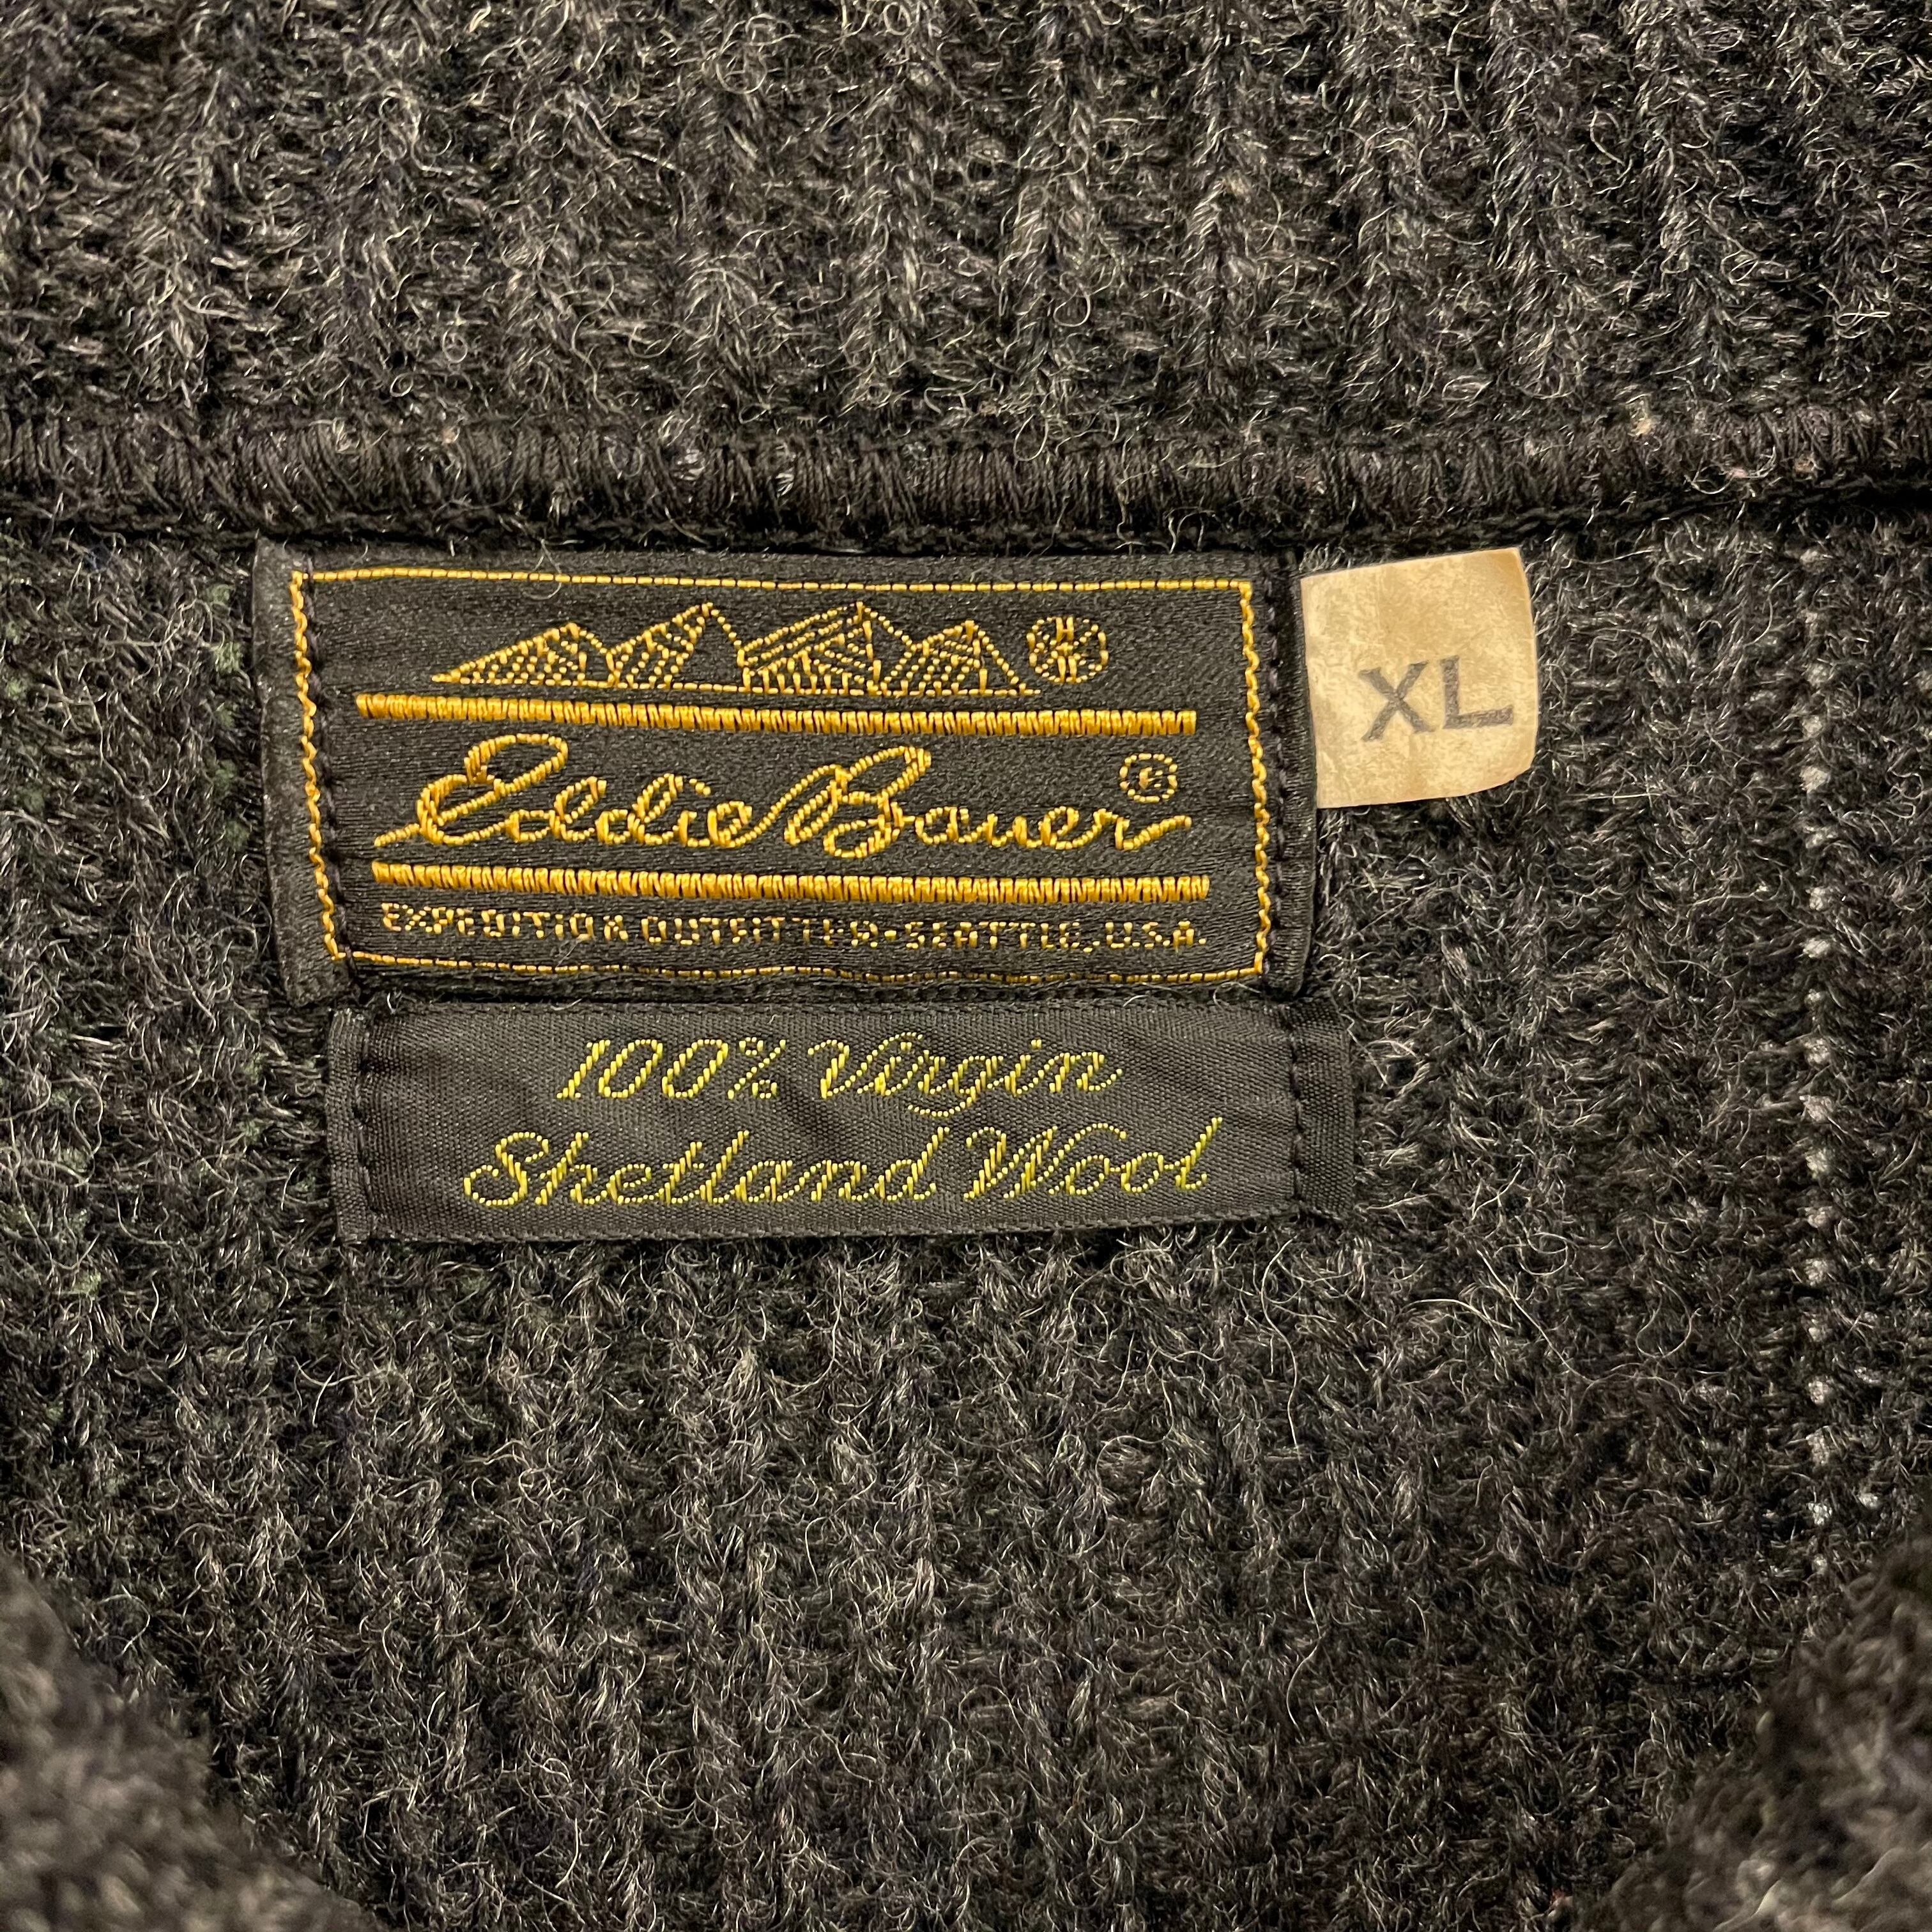 XL
Eddie Bauer®
EXPEDITION OUTFITTER·SEATTLE, U.S.A.
100% Virgin
Shetland Wool